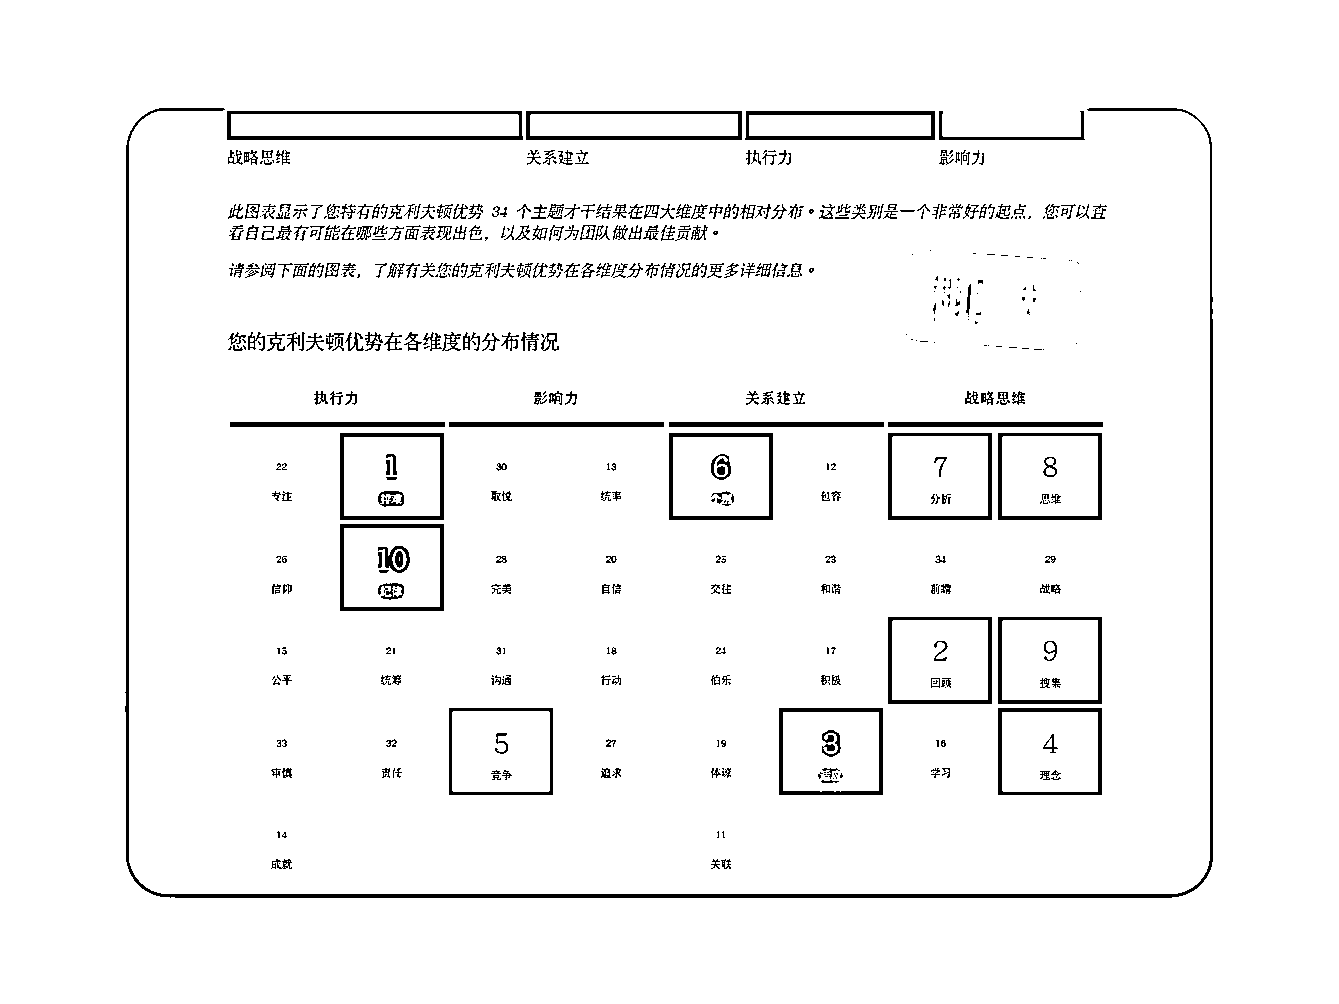 战略思维 关系建立 执行力 影响力
此图表显示了您特有的克利夫顿优势 34 个主题才干结果在四大维度中的相对分布。这些类别是一个非常好的起点，您可以查
看自己最有可能在哪些方面表现出色，以及如何为团队做出最佳贡献。
请参阅下面的图表，了解有关您的克利夫顿优势在各维度分布情况的更多详细信息。
您的克利夫顿优势在各维度的分布情况
执行力 影响力 关系建立 战略思维
22 1 30 13 6 12 7 8
专注 取悦 统率 个别 包容 分析 思维
26 10 28 20 25 23 34 29
信仰 纪律 完美 自信 交往 和谐 前瞻 战略
15 21 31 18 24 17 2 9
公平 统筹 沟通 行动 伯乐 积极 回顾 搜集
33 32 5 27 19 3 16 4
审慎 责任 竞争 追求 体谅 适应 学习 理念
14 11
成就 关联